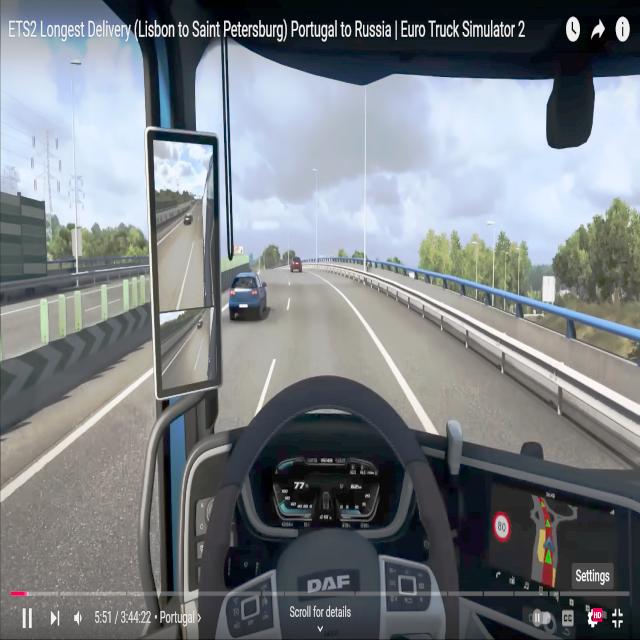 ETS2 Longest Delivery (Lisbon to Saint Petersburg) Portugal to Russia | Euro Truck Simulator 2
77
80
DAF
Settings
5:51 / 3:44:22 • Portugal ›
Scroll for details
CC
HD